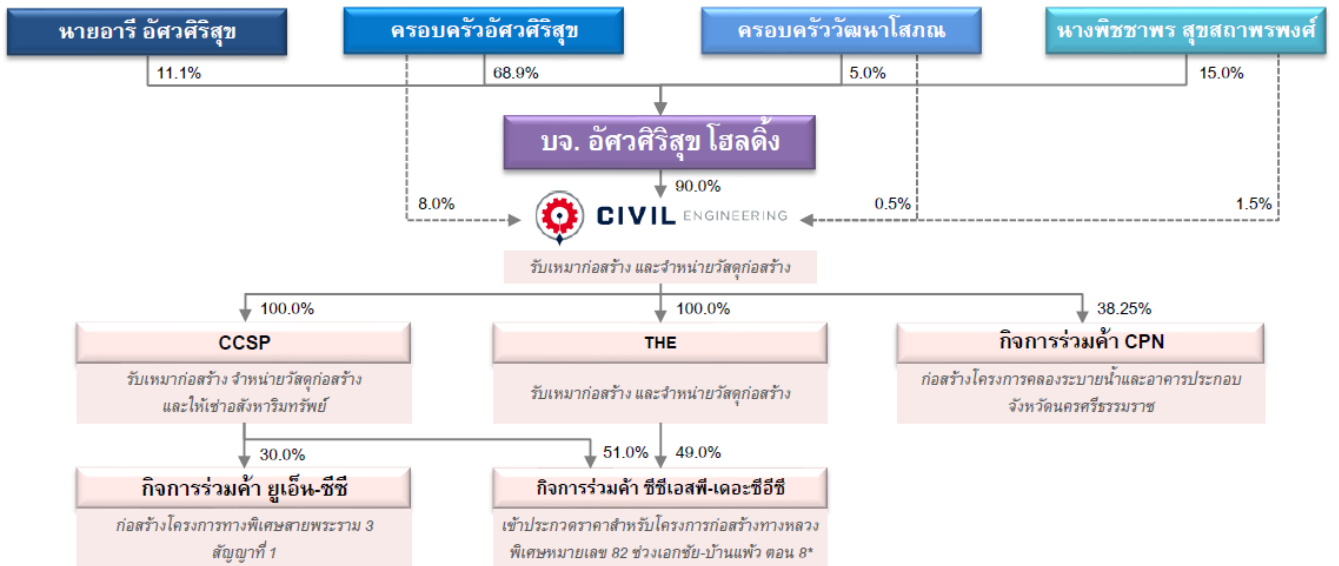 นายอารี อัศวศิริสุข
ครอบครัวอัศวศิริสุข
ครอบครัววัฒนาโสภณ
นางพิชชาพร สุขสถาพรพงศ์
11.1%
68.9%
5.0%
15.0%
บจ. อัศวศิริสุข โฮลดิ้ง
90.0%
8.0%
CIVIL ENGINEERING
0.5%
1.5%
รับเหมาก่อสร้าง และจำหน่ายวัสดุก่อสร้าง
100.0%
100.0%
38.25%
CCSP
THE
กิจการร่วมค้า CPN
รับเหมาก่อสร้าง จำหน่ายวัสดุก่อสร้าง
และให้เช่าอสังหาริมทรัพย์
รับเหมาก่อสร้าง และจำหน่ายวัสดุก่อสร้าง
ก่อสร้างโครงการคลองระบายน้ำและอาคารประกอบ
จังหวัดนครศรีธรรมราช
30.0%
51.0%
49.0%
กิจการร่วมค้า ยูเอ็น-ซีซี
กิจการร่วมค้า ซีซีเอสพี-เดอะซีอีซี
ก่อสร้างโครงการทางพิเศษสายพระราม 3
สัญญาที่ 1
เข้าประกวดราคาสำหรับโครงการก่อสร้างทางหลวง
พิเศษหมายเลข 82 ช่วงเอกชัย-บ้านแพ้ว ตอน 8*